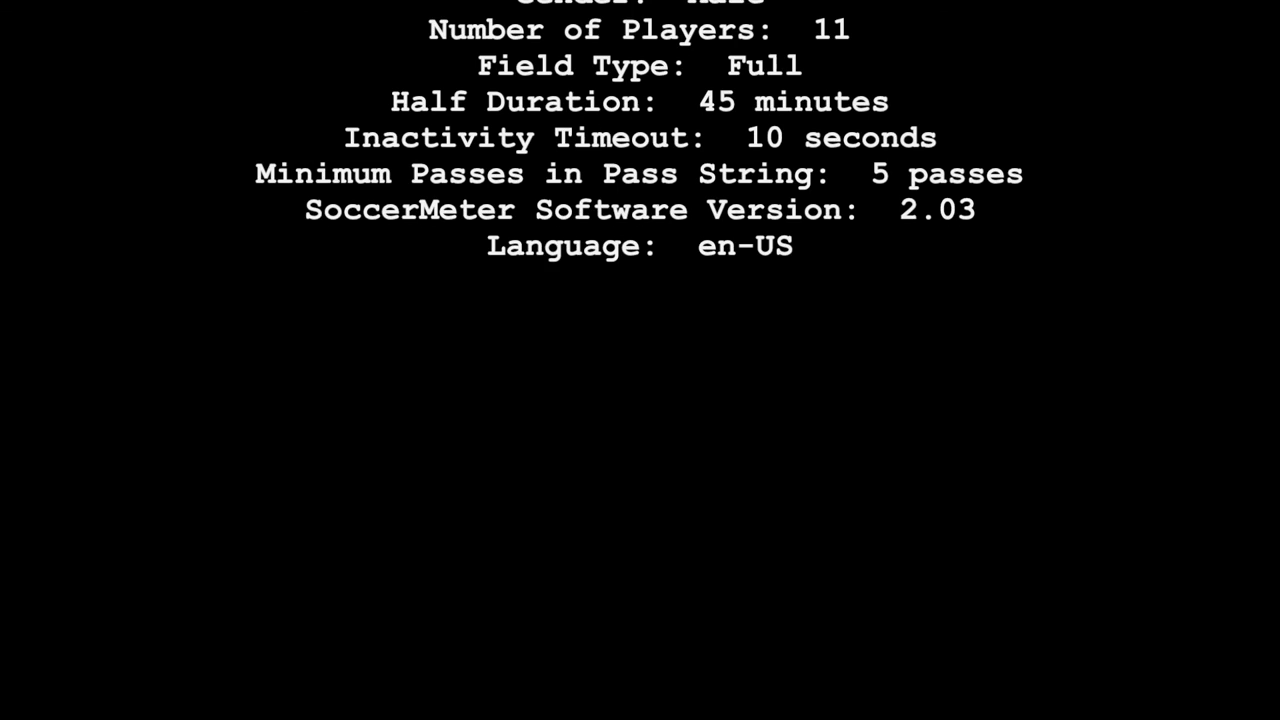 Number of Players:  11
Field Type:  Full
Half Duration:  45 minutes
Inactivity Timeout:  10 seconds
Minimum Passes in Pass String:  5 passes
SoccerMeter Software Version:  2.03
Language:  en-US